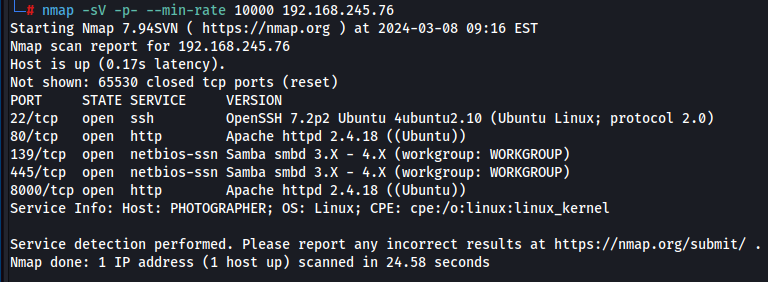 └─# nmap -sV -p- --min-rate 10000 192.168.245.76
Starting Nmap 7.94SVN ( https://nmap.org ) at 2024-03-08 09:16 EST
Nmap scan report for 192.168.245.76
Host is up (0.17s latency).
Not shown: 65530 closed tcp ports (reset)
PORT     STATE SERVICE     VERSION
22/tcp   open  ssh         OpenSSH 7.2p2 Ubuntu 4ubuntu2.10 (Ubuntu Linux; protocol 2.0)
80/tcp   open  http        Apache httpd 2.4.18 ((Ubuntu))
139/tcp  open  netbios-ssn Samba smbd 3.X - 4.X (workgroup: WORKGROUP)
445/tcp  open  netbios-ssn Samba smbd 3.X - 4.X (workgroup: WORKGROUP)
8000/tcp open  http        Apache httpd 2.4.18 ((Ubuntu))
Service Info: Host: PHOTOGRAPHER; OS: Linux; CPE: cpe:/o:linux:linux_kernel

Service detection performed. Please report any incorrect results at https://nmap.org/submit/ .
Nmap done: 1 IP address (1 host up) scanned in 24.58 seconds